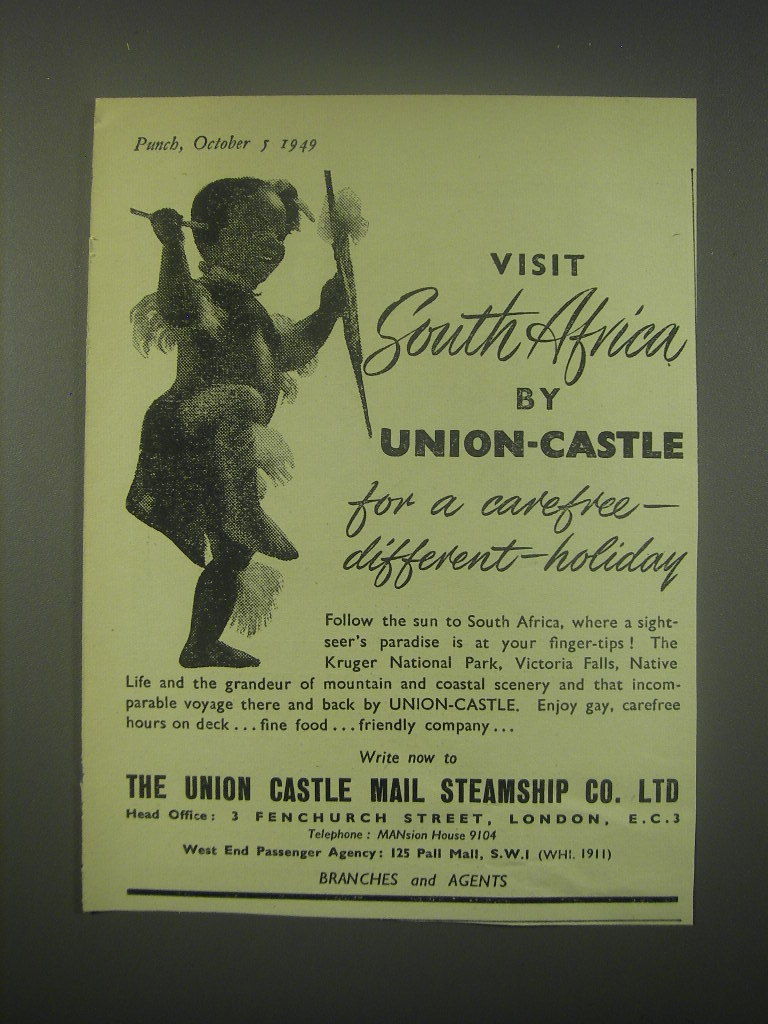 Punch, October 5 1949
VISIT
South Africa
BY
UNION-CASTLE
for a carefree—
different—holiday
Follow the sun to South Africa, where a sight-
seer's paradise is at your finger-tips! The
Kruger National Park, Victoria Falls, Native
Life and the grandeur of mountain and coastal scenery and that incom-
parable voyage there and back by UNION-CASTLE. Enjoy gay, carefree
hours on deck...fine food...friendly company...
Write now to
THE UNION CASTLE MAIL STEAMSHIP CO. LTD
Head Office: 3 FENCHURCH STREET, LONDON, E.C.3
Telephone: MANsion House 9104
West End Passenger Agency: 125 Pall Mall, S.W.1 (WHI. 1911)
BRANCHES and AGENTS